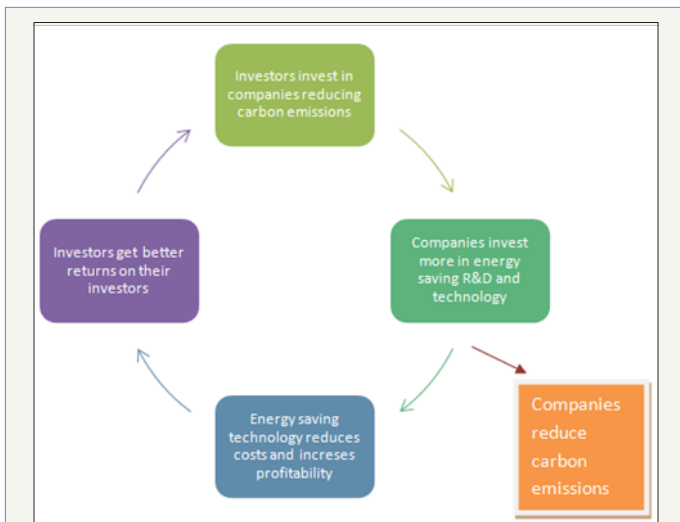 Investors invest in
companies reducing
carbon emissions
Companies invest
more in energy
saving R&D and
technology
Companies
reduce
carbon
emissions
Energy saving
technology reduces
costs and increses
profitability
Investors get better
returns on their
investors